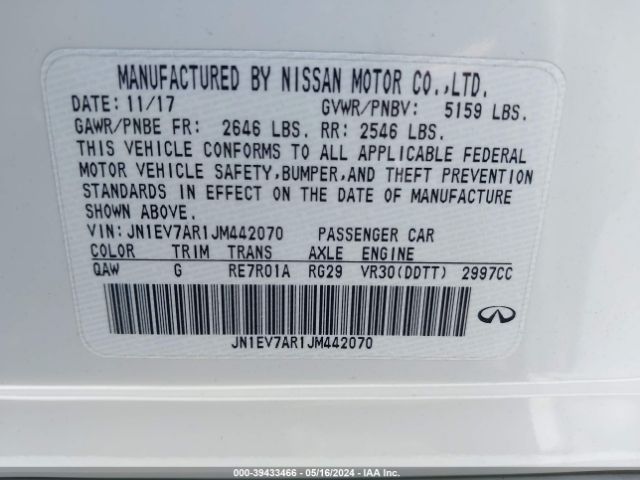 MANUFACTURED BY NISSAN MOTOR CO.,LTD.
DATE: 11/17 GVWR/PNBV: 5159 LBS.
GAWR/PNBE FR: 2646 LBS. RR: 2546 LBS.
THIS VEHICLE CONFORMS TO ALL APPLICABLE FEDERAL
MOTOR VEHICLE SAFETY,BUMPER,AND THEFT PREVENTION
STANDARDS IN EFFECT ON THE DATE OF MANUFACTURE
SHOWN ABOVE.
VIN: JN1EV7AR1JM442070 PASSENGER CAR
COLOR TRIM TRANS AXLE ENGINE
QAW G RE7R01A RG29 VR30(DDTT) 2997CC
JN1EV7AR1JM442070
000-39433466 - 05/16/2024 - IAA Inc.